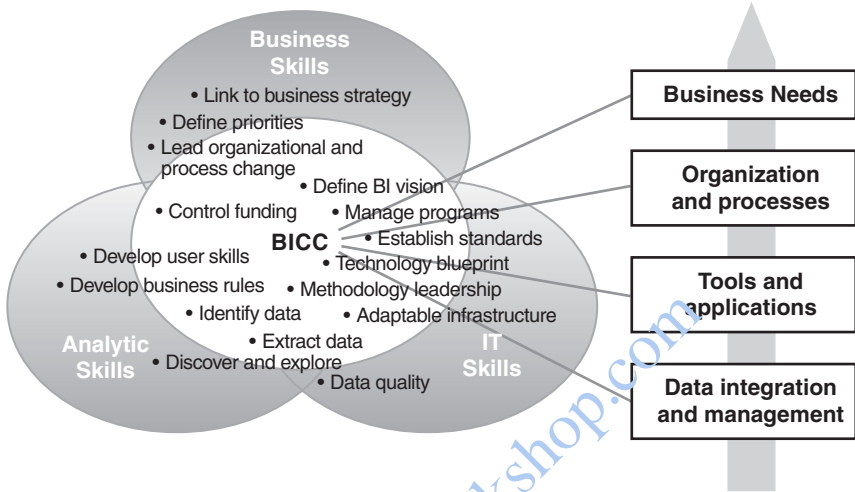 Business
Skills
• Link to business strategy
• Define priorities
• Lead organizational and
process change
• Define BI vision
• Control funding
• Manage programs
BICC
• Establish standards
• Develop user skills
• Technology blueprint
• Develop business rules
• Methodology leadership
• Identify data
• Adaptable infrastructure
• Extract data
Analytic
Skills
• Discover and explore
IT
Skills
• Data quality
Business Needs
Organization
and processes
Tools and
applications
Data integration
and management
kshop.com